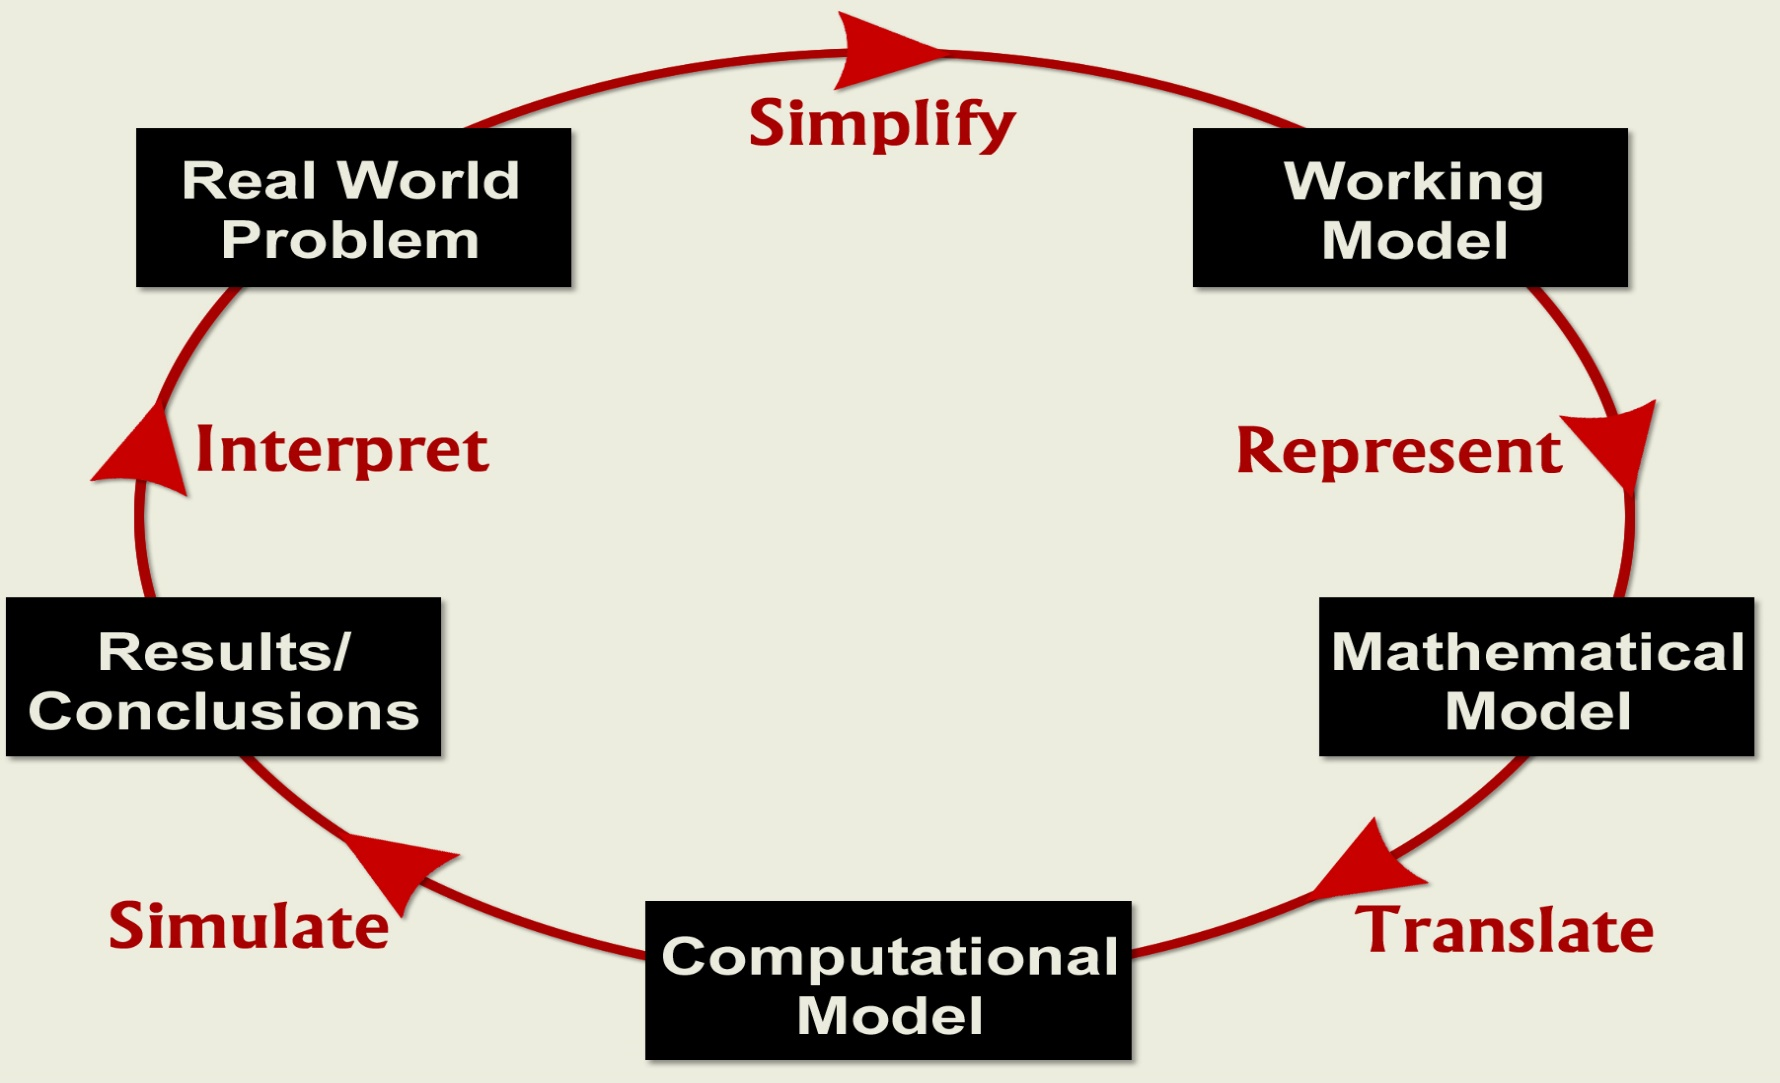 Simplify
Real World
Problem
Working
Model
Interpret
Represent
Results/
Conclusions
Mathematical
Model
Simulate
Translate
Computational
Model